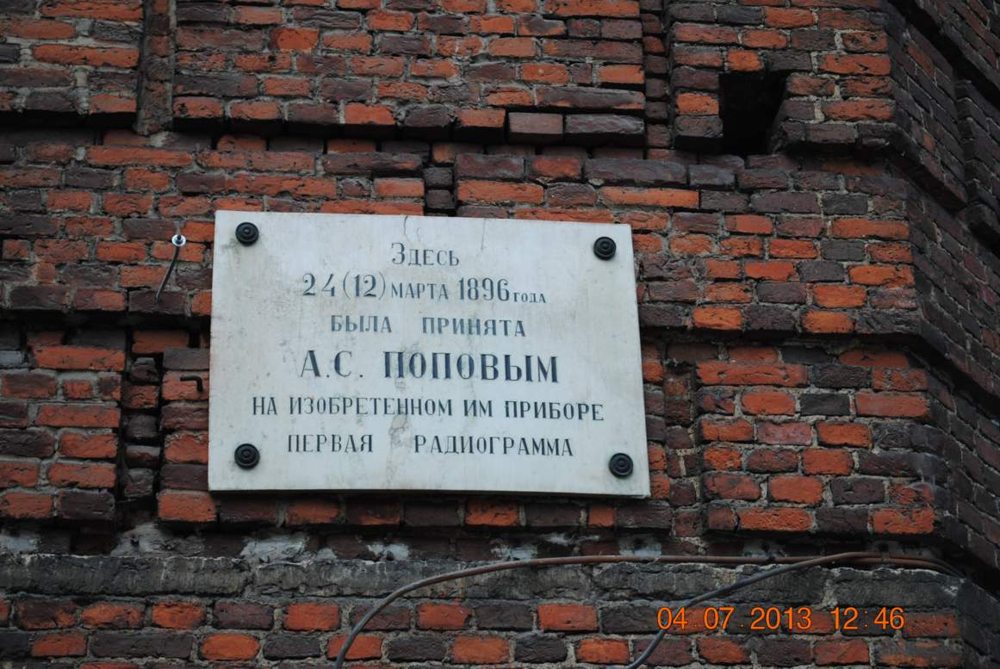 Здесь
24 (12) марта 1896 года
была принята
А.С. ПОПОВЫМ
на изобретенном им приборе
первая радиограмма
04.07.2013 12:46